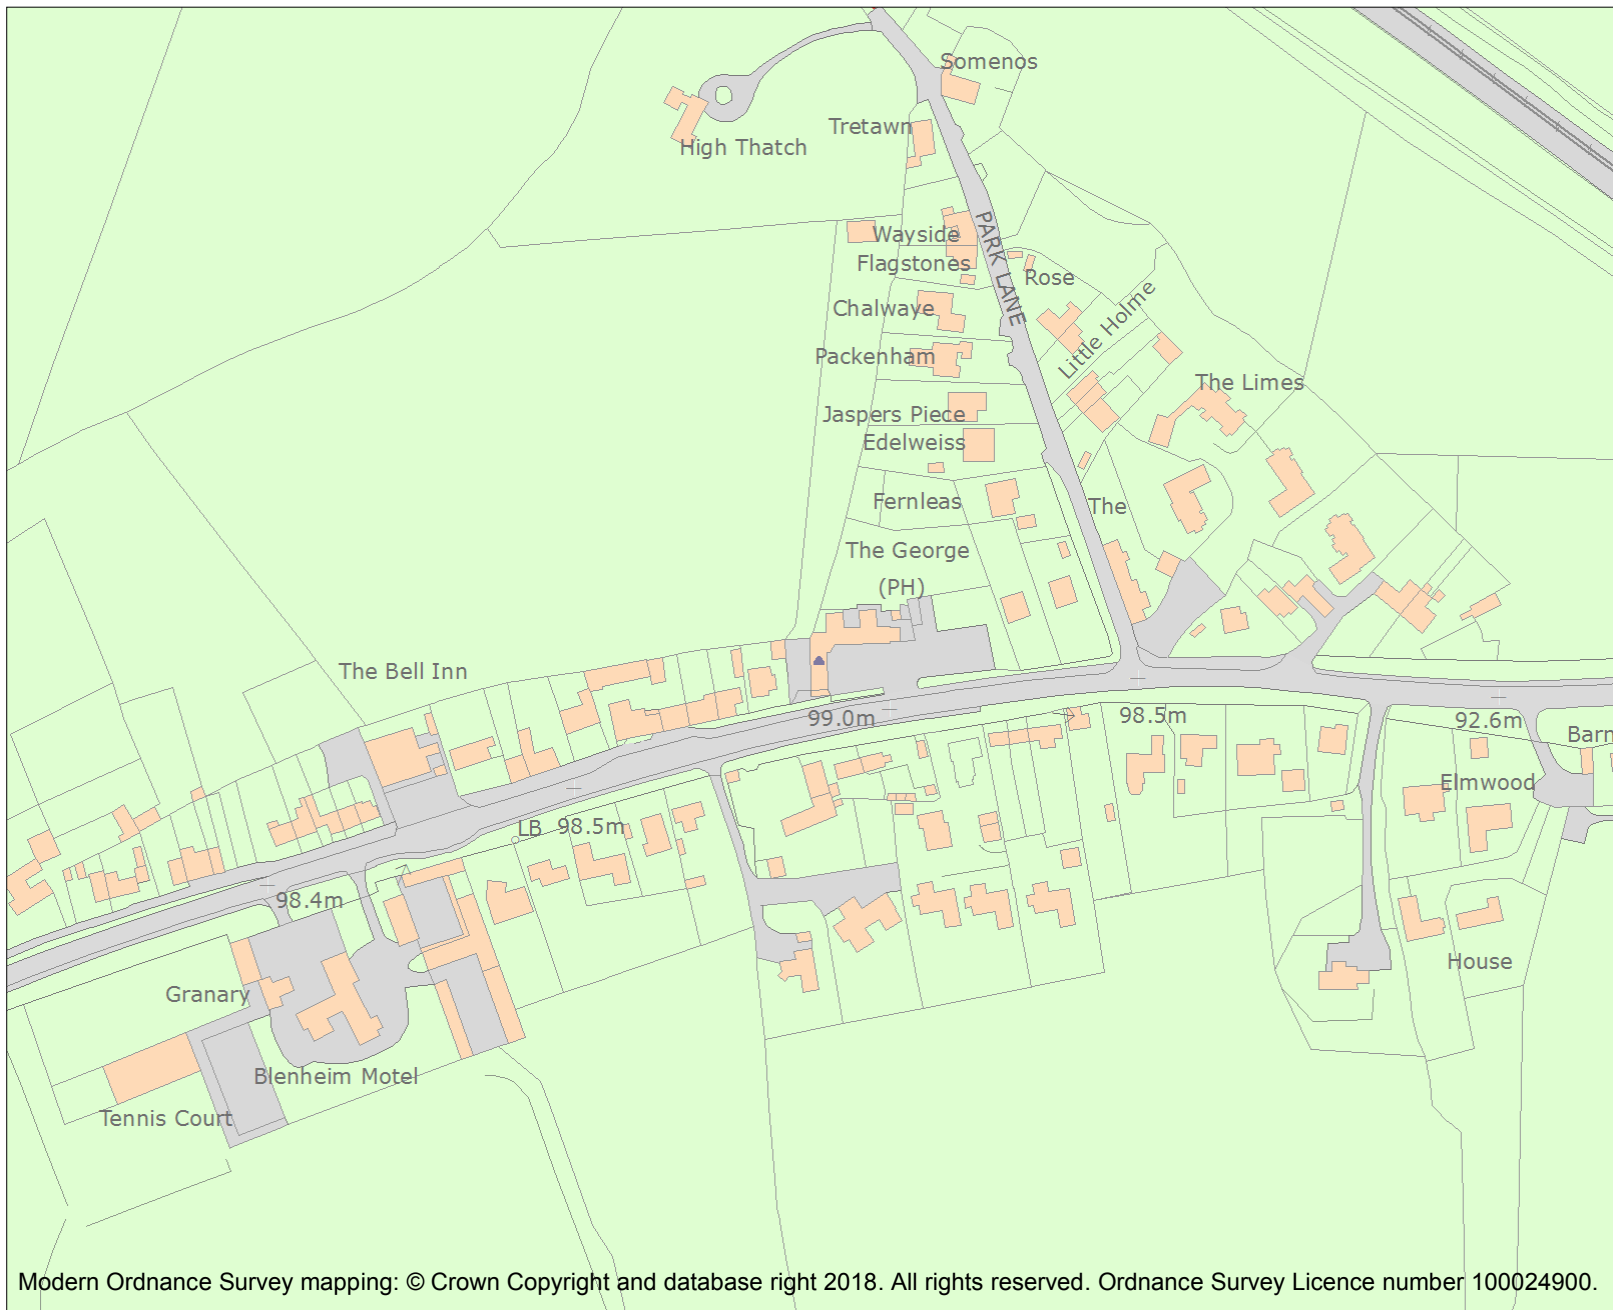 Somenos
Tretawn
High Thatch
PARK LANE
Wayside
Flagstones
Rose
Chalwaye
Little Holme
Packenham
The Limes
Jaspers Piece
Edelweiss
Fernleas
The
The George
(PH)
The Bell Inn
99.0m
98.5m
92.6m
Barn
Elmwood
LB 98.5m
98.4m
House
Granary
Blenheim Motel
Tennis Court
Modern Ordnance Survey mapping: © Crown Copyright and database right 2018. All rights reserved. Ordnance Survey Licence number 100024900.